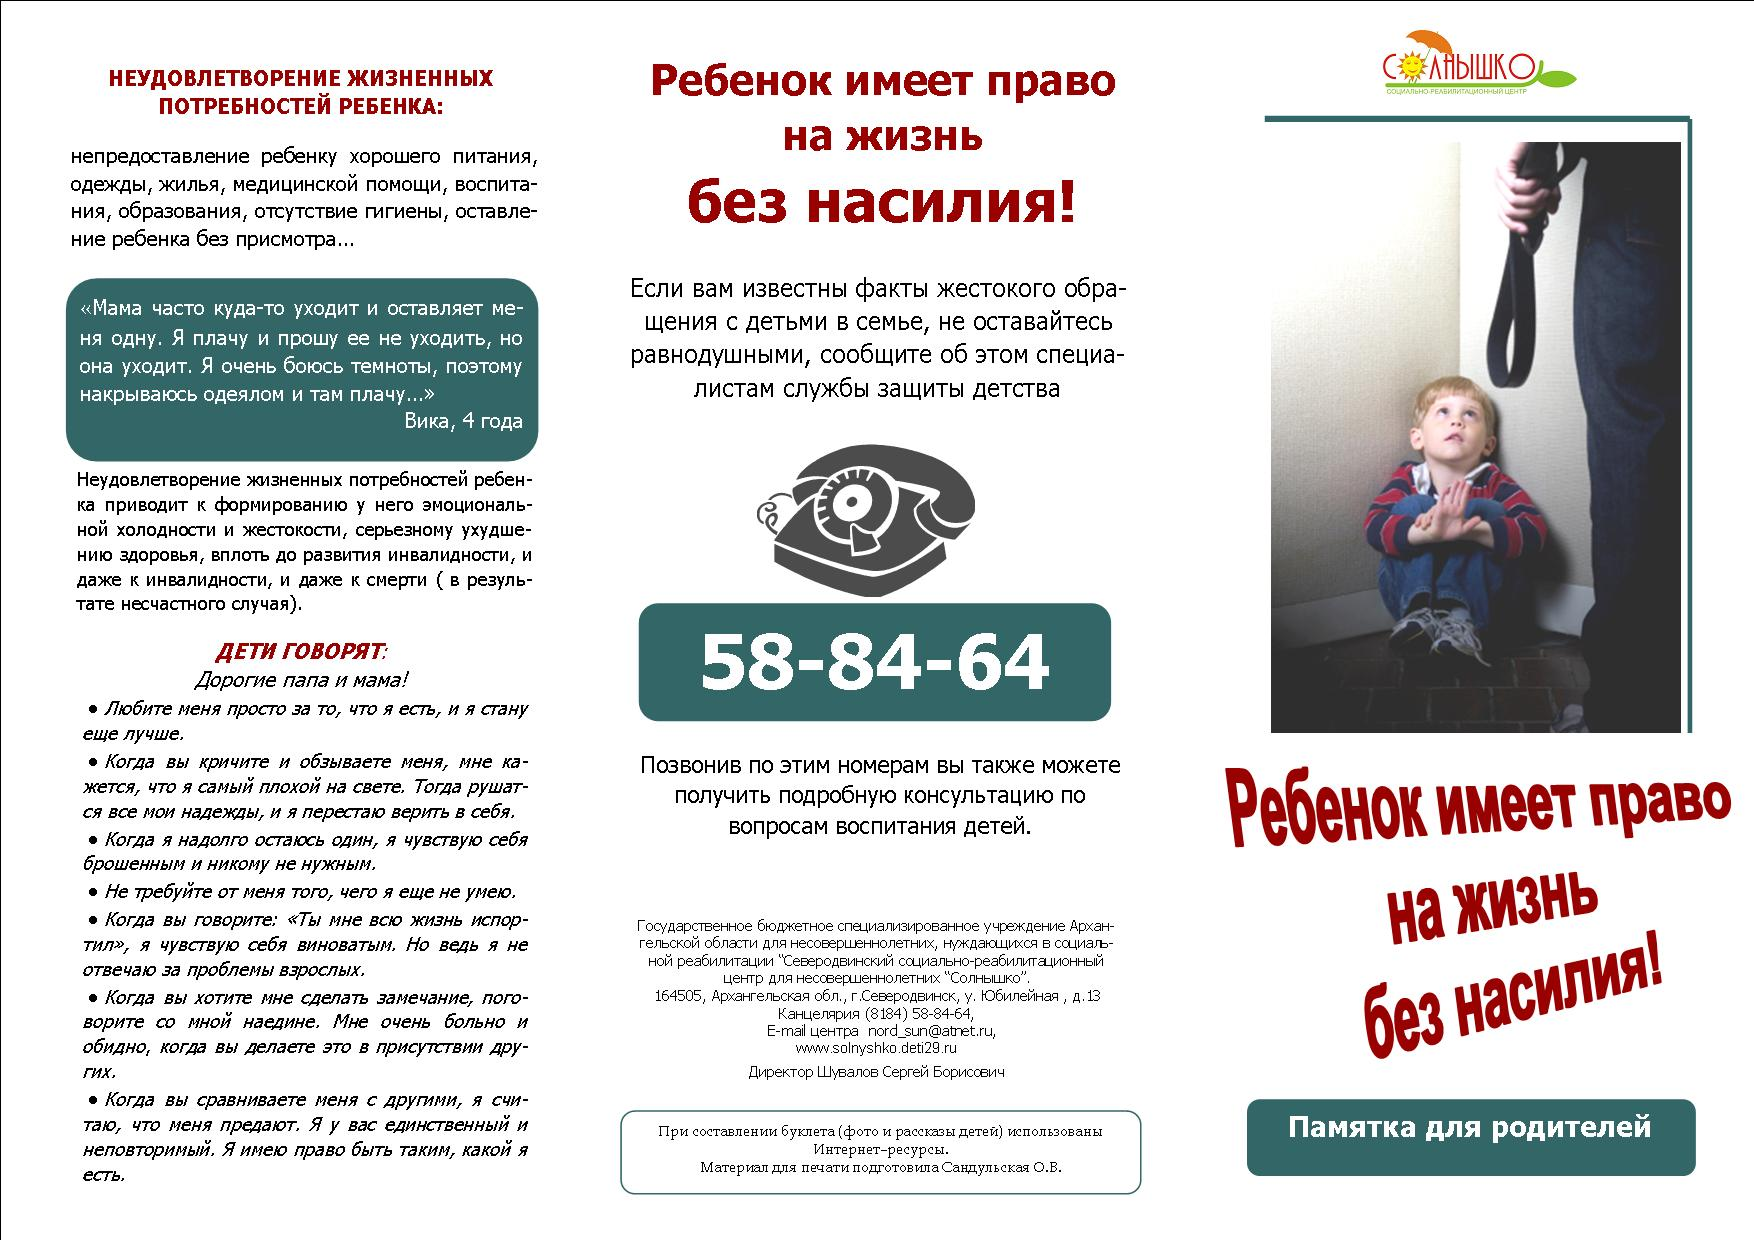 НЕУДОВЛЕТВОРЕНИЕ ЖИЗНЕННЫХ
ПОТРЕБНОСТЕЙ РЕБЕНКА:
непредоставление ребенку хорошего питания,
одежды, жилья, медицинской помощи, воспита-
ния, образования, отсутствие гигиены, оставле-
ние ребенка без присмотра...
«Мама часто куда-то уходит и оставляет ме-
ня одну. Я плачу и прошу ее не уходить, но
она уходит. Я очень боюсь темноты, поэтому
накрываюсь одеялом и там плачу...»
Вика, 4 года
Неудовлетворение жизненных потребностей ребен-
ка приводит к формированию у него эмоциональ-
ной холодности и жестокости, серьезному ухудше-
нию здоровья, вплоть до развития инвалидности, и
даже к инвалидности, и даже к смерти ( в резуль-
тате несчастного случая).
ДЕТИ ГОВОРЯТ:
Дорогие папа и мама!
• Любите меня просто за то, что я есть, и я стану
еще лучше.
• Когда вы кричите и обзываете меня, мне ка-
жется, что я самый плохой на свете. Тогда рушат-
ся все мои надежды, и я перестаю верить в себя.
• Когда я надолго остаюсь один, я чувствую себя
брошенным и никому не нужным.
• Не требуйте от меня того, чего я еще не умею.
• Когда вы говорите: «Ты мне всю жизнь испор-
тил», я чувствую себя виноватым. Но ведь я не
отвечаю за проблемы взрослых.
• Когда вы хотите мне сделать замечание, пого-
ворите со мной наедине. Мне очень больно и
обидно, когда вы делаете это в присутствии дру-
гих.
• Когда вы сравниваете меня с другими, я счи-
таю, что меня предают. Я у вас единственный и
неповторимый. Я имею право быть таким, какой я
есть.
Ребенок имеет право
на жизнь
без насилия!
Если вам известны факты жестокого обра-
щения с детьми в семье, не оставайтесь
равнодушными, сообщите об этом специа-
листам службы защиты детства
58-84-64
Позвонив по этим номерам вы также можете
получить подробную консультацию по
вопросам воспитания детей.
Государственное бюджетное специализированное учреждение Архан-
гельской области для несовершеннолетних, нуждающихся в социаль-
ной реабилитации “Северодвинский социально-реабилитационный
центр для несовершеннолетних “Солнышко”.
164505, Архангельская обл., г.Северодвинск, у. Юбилейная , д.13
Канцелярия (8184) 58-84-64,
E-mail центра nord_sun@atnet.ru,
www.solnyshko.deti29.ru
Директор Шувалов Сергей Борисович
При составлении буклета (фото и рассказы детей) использованы
Интернет-ресурсы.
Материал для печати подготовила Сандульская О.В.
СОЛНЫШКО
СОЦИАЛЬНО-РЕАБИЛИТАЦИОННЫЙ ЦЕНТР
Ребенок имеет право
на жизнь
без насилия!
Памятка для родителей